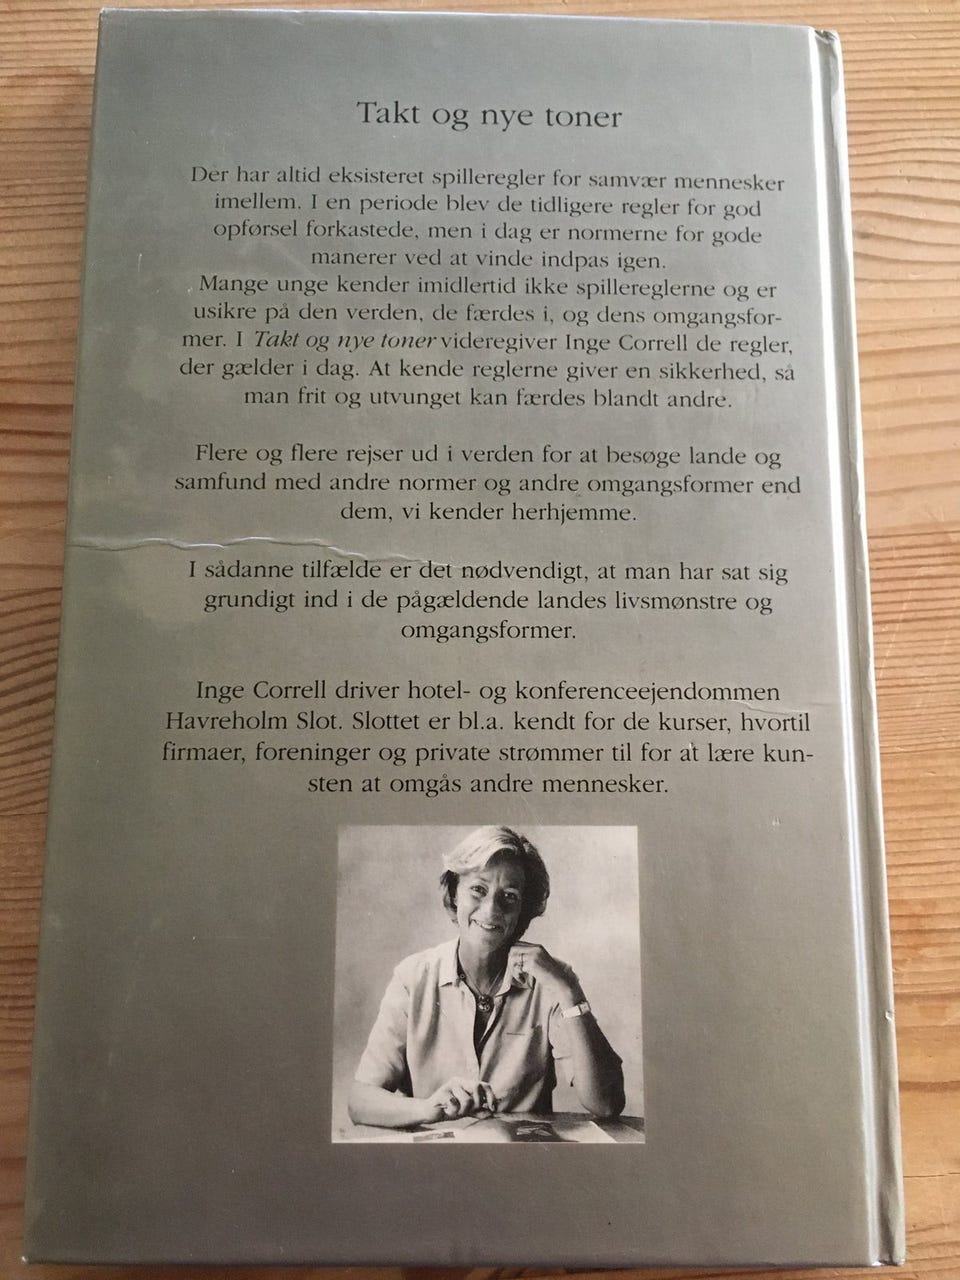 Takt og nye toner
Der har altid eksisteret spilleregler for samvær mennesker
imellem. I en periode blev de tidligere regler for god
opførsel forkastede, men i dag er normerne for gode
manerer ved at vinde indpas igen.
Mange unge kender imidlertid ikke spillereglerne og er
usikre på den verden, de færdes i, og dens omgangsfor-
mer. I Takt og nye toner videregiver Inge Correll de regler,
der gælder i dag. At kende reglerne giver en sikkerhed, så
man frit og utvunget kan færdes blandt andre.
Flere og flere rejser ud i verden for at besøge lande og
samfund med andre normer og andre omgangsformer end
dem, vi kender herhjemme.
I sådanne tilfælde er det nødvendigt, at man har sat sig
grundigt ind i de pågældende landes livsmønstre og
omgangsformer.
Inge Correll driver hotel- og konferenceejendommen
Havreholm Slot. Slottet er bl.a. kendt for de kurser, hvortil
firmaer, foreninger og private strømmer til for at lære kun-
sten at omgås andre mennesker.